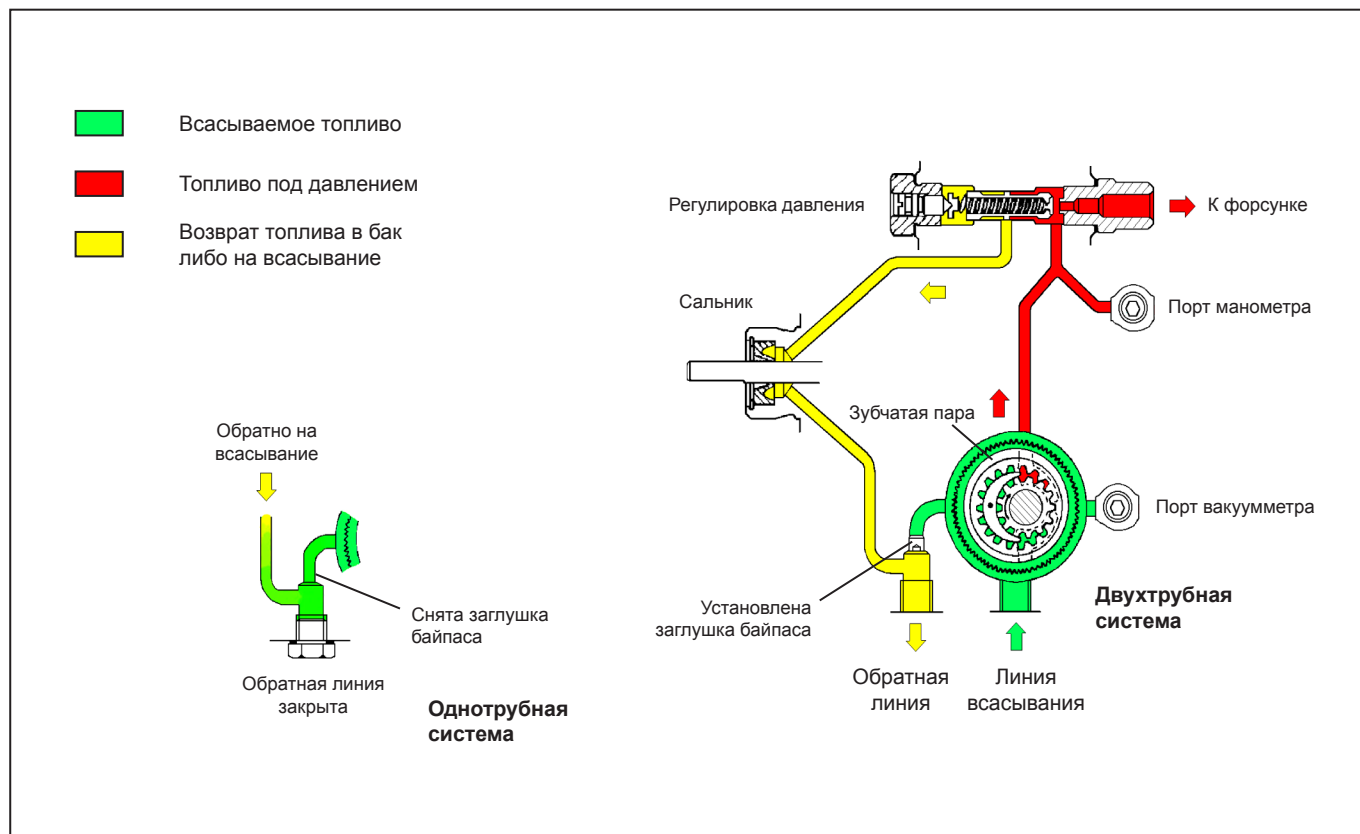 Всасываемое топливо
Топливо под давлением
Возврат топлива в бак
либо на всасывание
Регулировка давления
К форсунке
Сальник
Порт манометра
Зубчатая пара
Обратно на
всасывание
Порт вакуумметра
Снята заглушка
байпаса
Установлена
заглушка байпаса
Двухтрубная
система
Обратная линия
закрыта
Обратная
линия
Линия
всасывания
Однотрубная
система